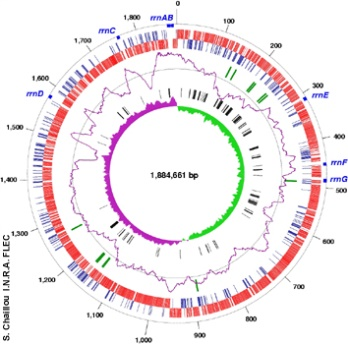 0
100
200
300
400
500
600
700
800
900
1,000
1,100
1,200
1,300
1,400
1,500
1,600
1,700
1,800
rrnAB
rrnC
rrnD
rrnE
rrnF
rrnG
1,884,661 bp
S. Chaillou I.N.R.A. FLEC